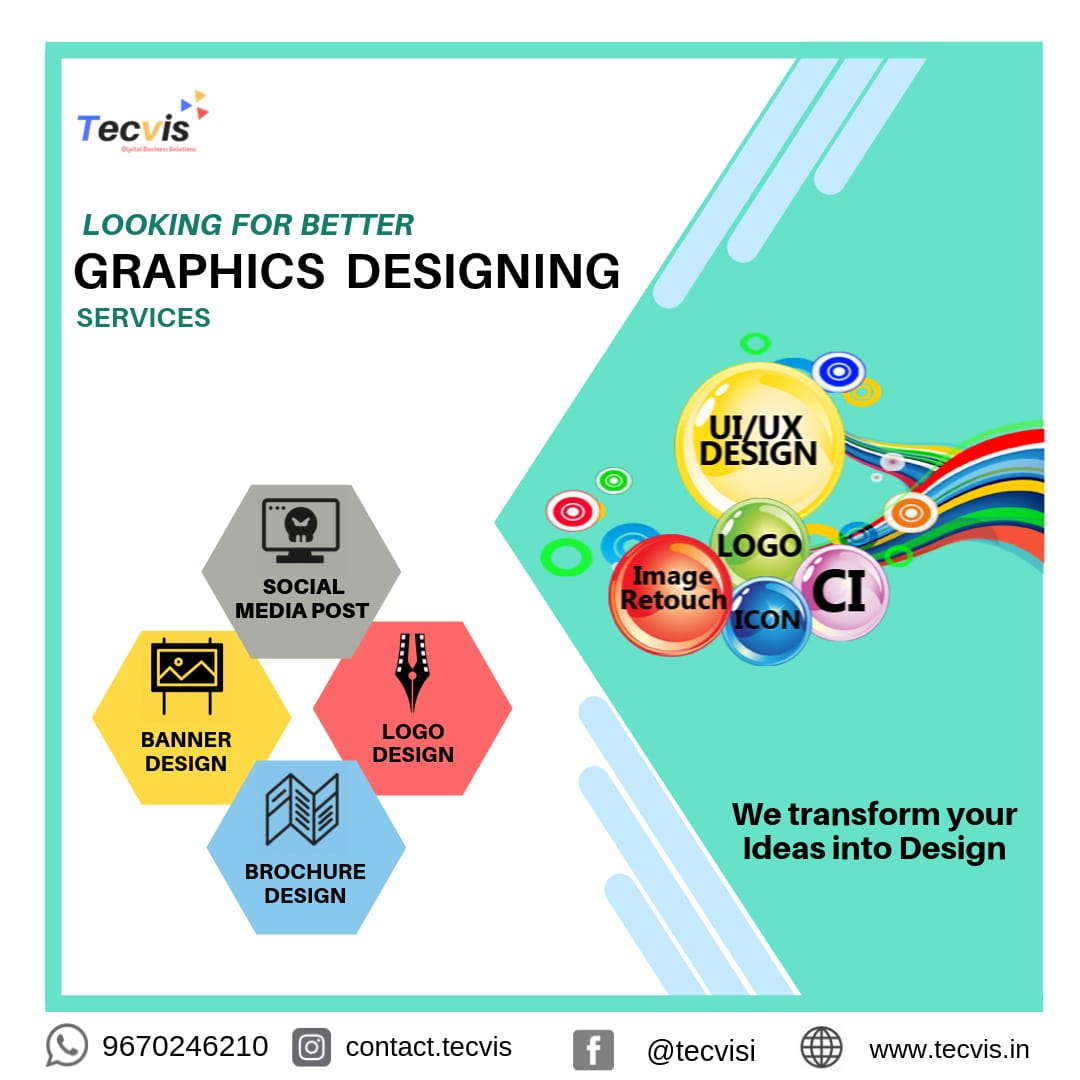 Tecvis
Digital Business Solutions
LOOKING FOR BETTER
GRAPHICS DESIGNING
SERVICES
UI/UX
DESIGN
LOGO
Image
Retouch
ICON
CI
SOCIAL
MEDIA POST
BANNER
DESIGN
LOGO
DESIGN
BROCHURE
DESIGN
We transform your
Ideas into Design
9670246210 contact.tecvis @tecvisi www.tecvis.in